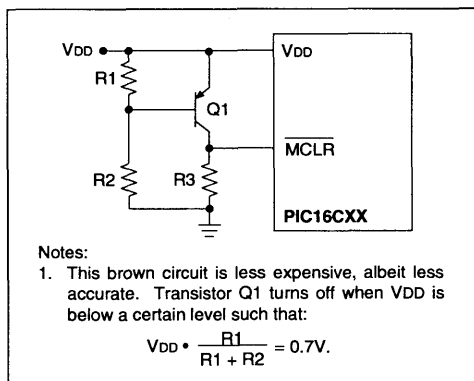 VDD
VDD
R1
Q1
MCLR
R2
R3
PIC16CXX
Notes:
1. This brown circuit is less expensive, albeit less
accurate. Transistor Q1 turns off when VDD is
below a certain level such that:
VDD • R1 / R1 + R2 = 0.7V.